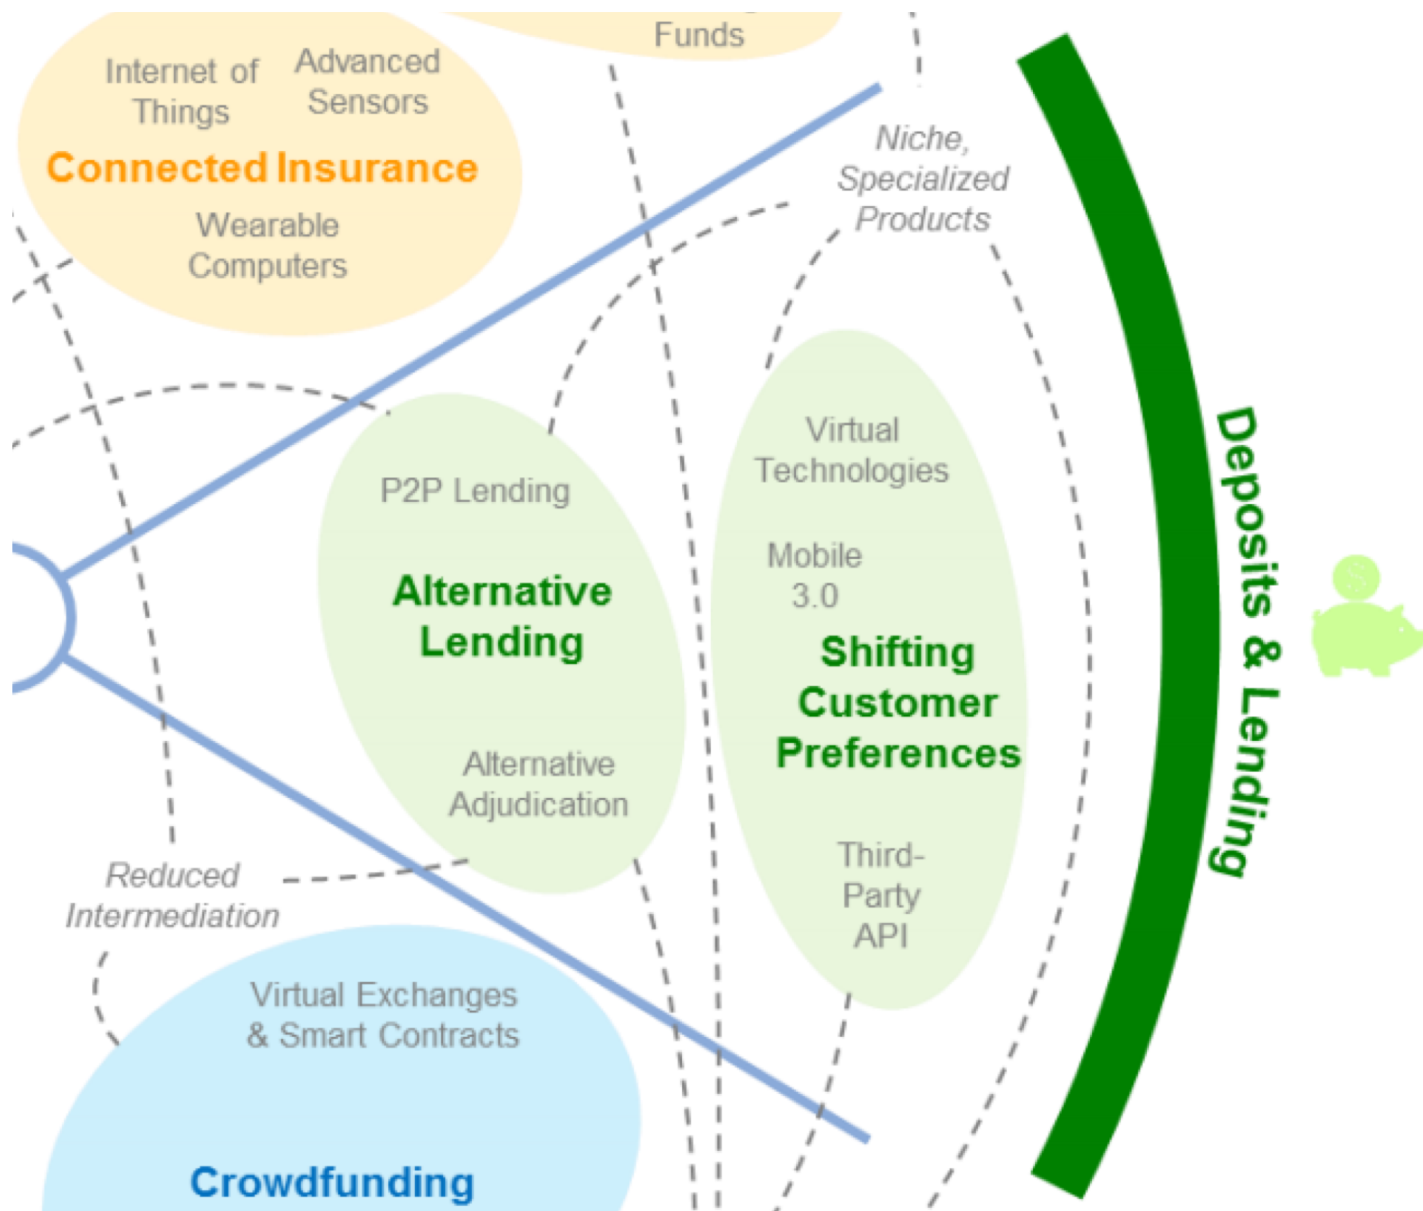 Funds
Internet of
Things
Advanced
Sensors
Connected Insurance
Wearable
Computers
Niche,
Specialized
Products
P2P Lending
Alternative
Lending
Alternative
Adjudication
Virtual
Technologies
Mobile
3.0
Shifting
Customer
Preferences
Third-
Party
API
Deposits & Lending
Reduced
Intermediation
Virtual Exchanges
& Smart Contracts
Crowdfunding